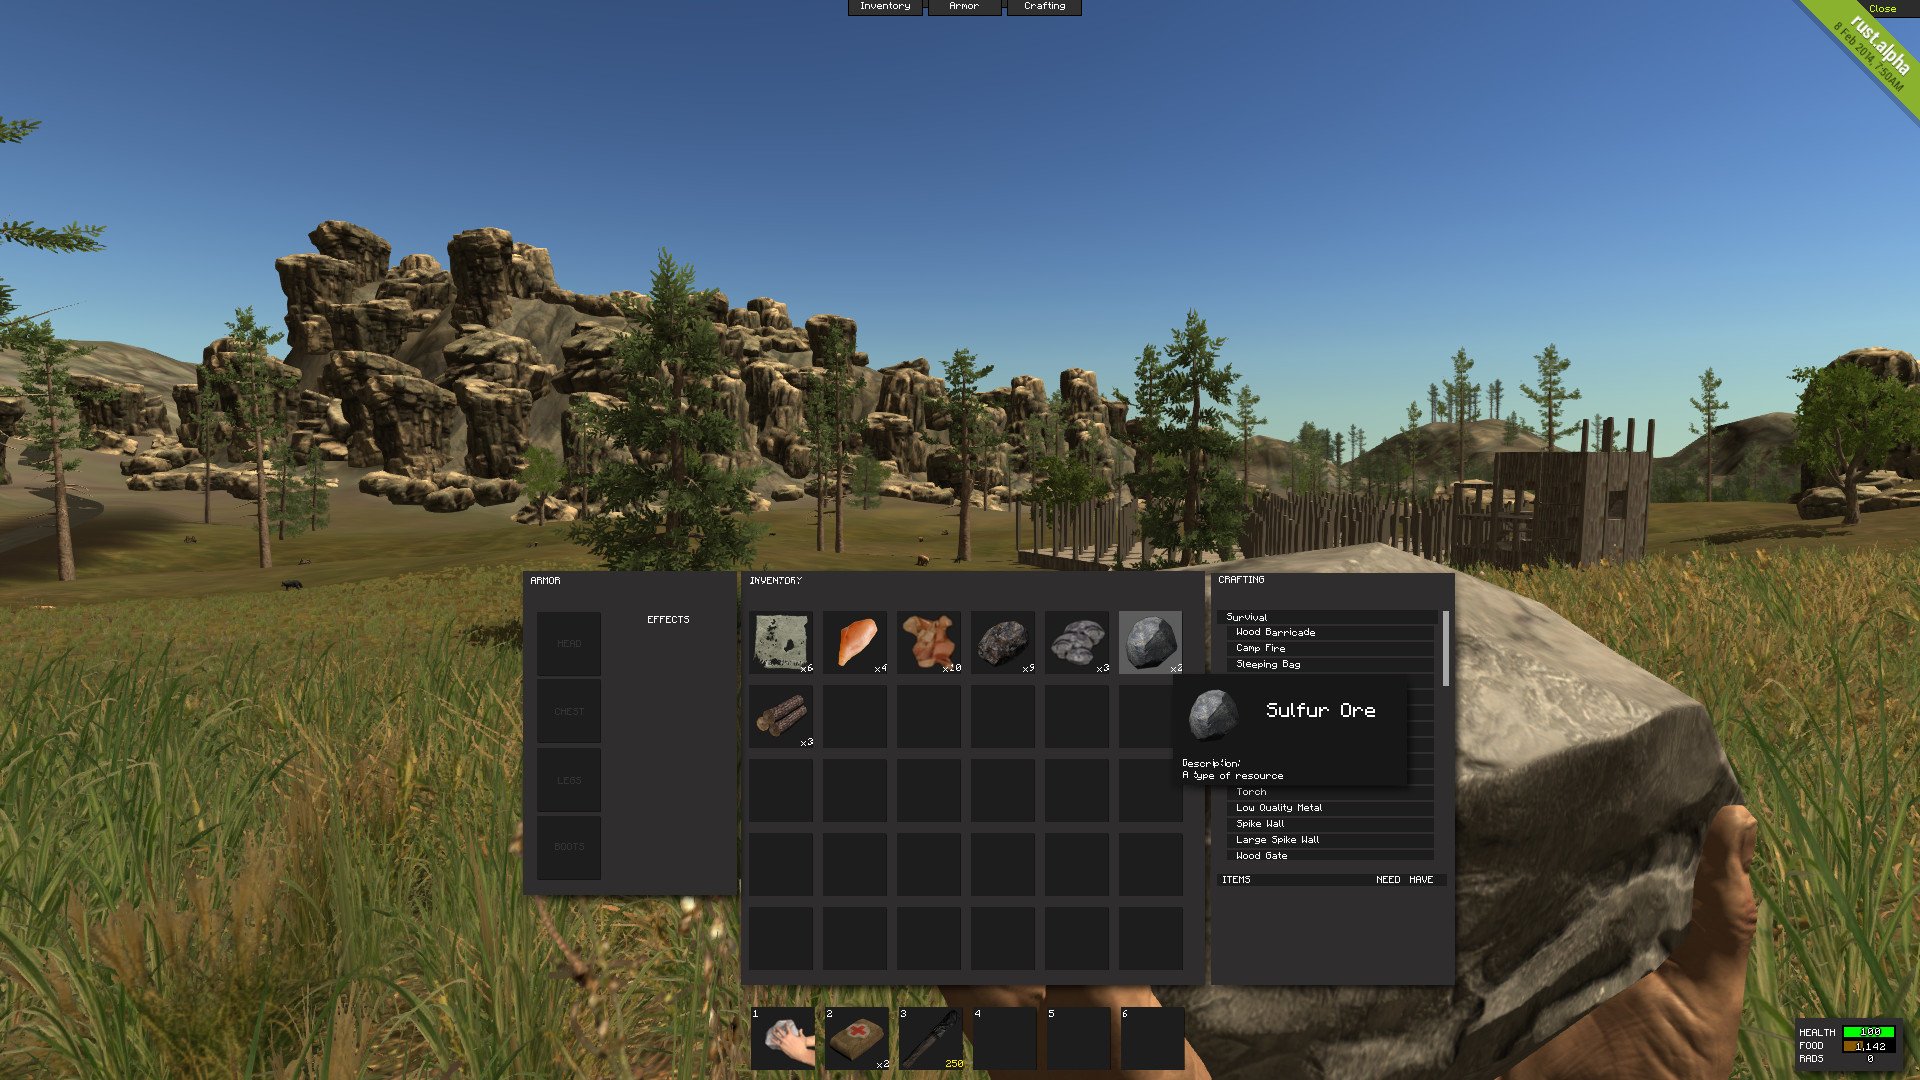 Inventory
Armor
Crafting
Close
rust.alpha
8 Feb 2014, 7:50AM
ARMOR
EFFECTS
HEAD
CHEST
LEGS
BOOTS
INVENTORY
x6
x4
x10
x9
x3
x2
x3
CRAFTING
Survival
Wood Barricade
Camp Fire
Sleeping Bag
Sulfur Ore
Description:
A type of resource
Torch
Low Quality Metal
Spike Wall
Large Spike Wall
Wood Gate
ITEMS NEED HAVE
1
2
x2
3
250
4
5
6
HEALTH 100
FOOD 1,142
RADS 0